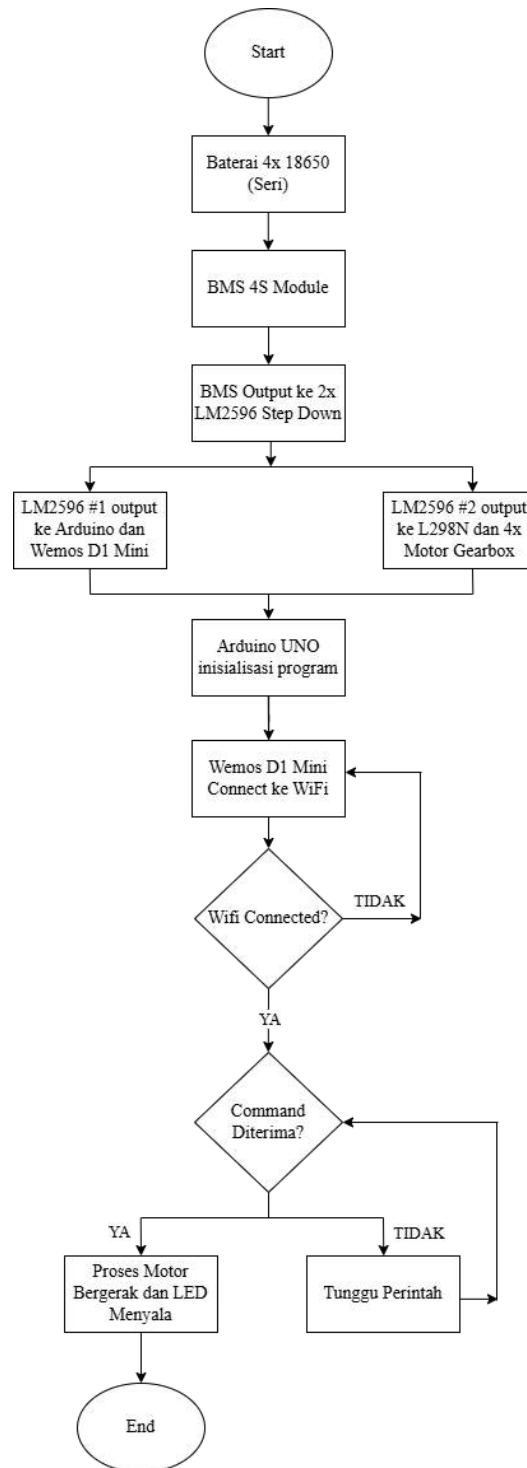 Start
Baterai 4x 18650
(Seri)
BMS 4S Module
BMS Output ke 2x
LM2596 Step Down
LM2596 #1 output
ke Arduino dan
Wemos D1 Mini
LM2596 #2 output
ke L298N dan 4x
Motor Gearbox
Arduino UNO
inisialisasi program
Wemos D1 Mini
Connect ke WiFi
Wifi Connected?
TIDAK
YA
Command
Diterima?
YA
TIDAK
Proses Motor
Bergerak dan LED
Menyala
Tunggu Perintah
End